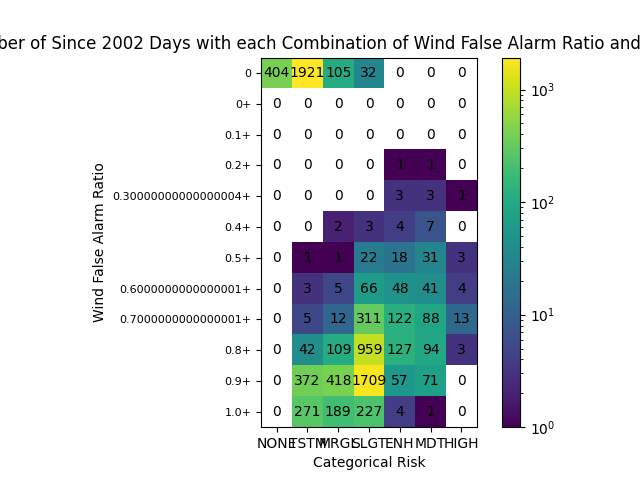 ber of Since 2002 Days with each Combination of Wind False Alarm Ratio and
0 404 1921 105 32 0 0 0
0+ 0 0 0 0 0 0 0
0.1+ 0 0 0 0 0 0 0
0.2+ 0 0 0 0 1 1 0
0.30000000000000004+ 0 0 0 0 3 3 1
0.4+ 0 0 2 3 4 7 0
0.5+ 0 1 1 22 18 31 3
0.6000000000000001+ 0 3 5 66 48 41 4
0.7000000000000001+ 0 5 12 311 122 88 13
0.8+ 0 42 109 959 127 94 3
0.9+ 0 372 418 1709 57 71 0
1.0+ 0 271 189 227 4 1 0
NONE TSTM MRGL SLGT ENH MDT HIGH
Categorical Risk
Wind False Alarm Ratio
10³
10²
10¹
10⁰